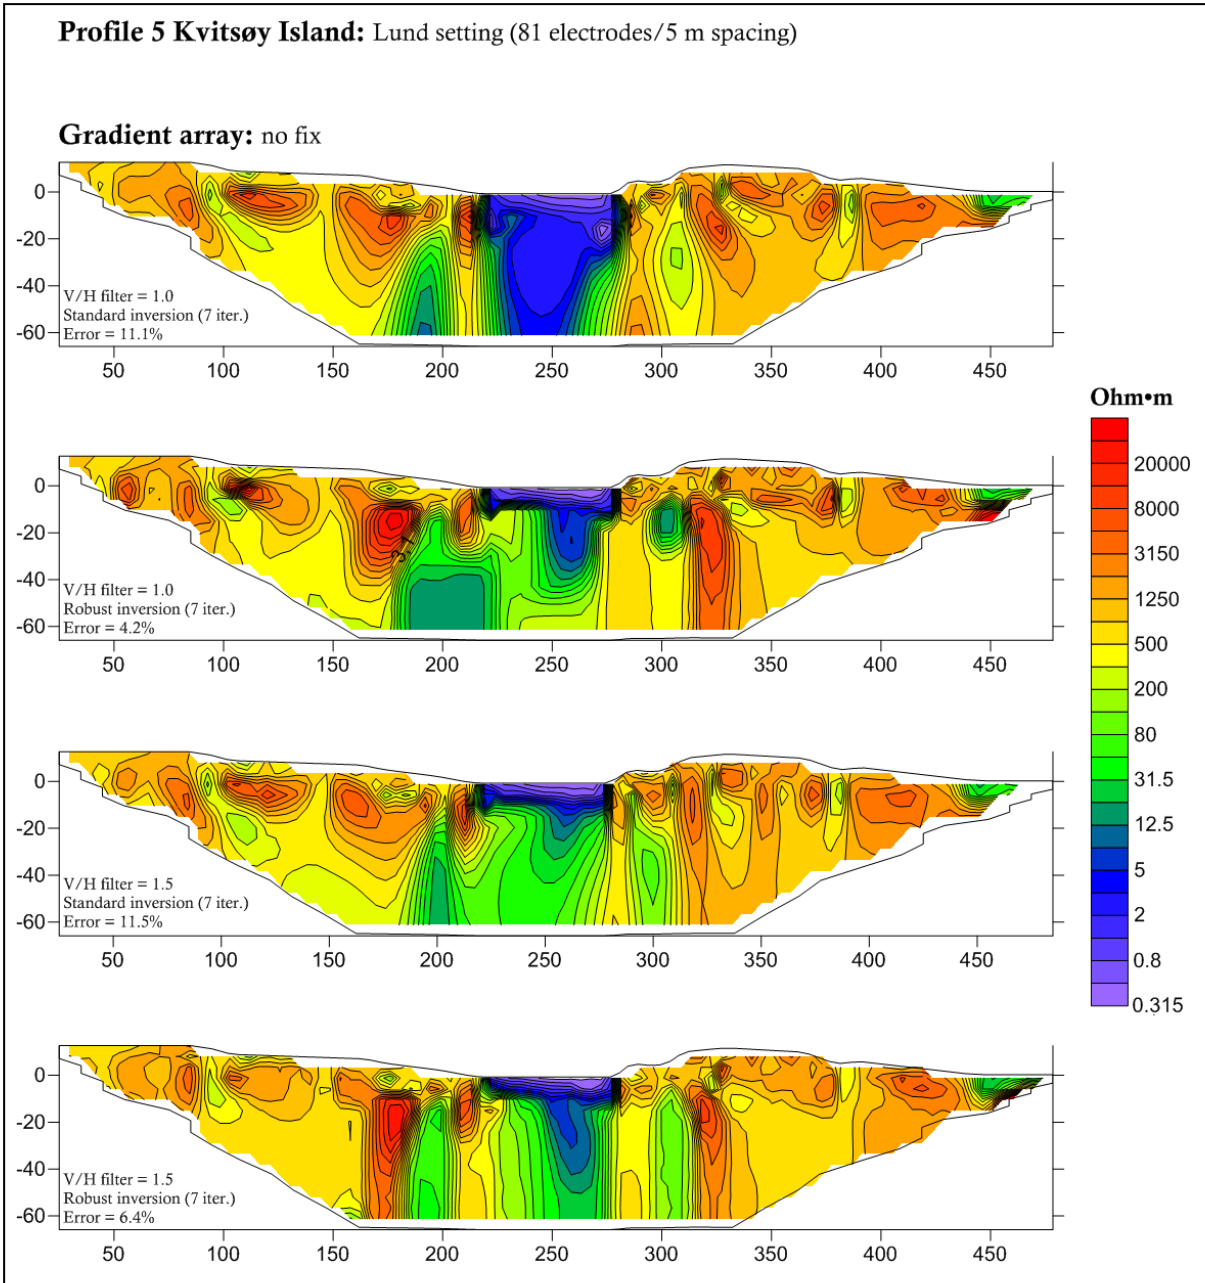 Profile 5 Kvitsøy Island: Lund setting (81 electrodes/5 m spacing)
Gradient array: no fix
0
-20
-40
-60
V/H filter = 1.0
Standard inversion (7 iter.)
Error = 11.1%
50 100 150 200 250 300 350 400 450
0
-20
-40
-60
3.1
V/H filter = 1.0
Robust inversion (7 iter.)
Error = 4.2%
50 100 150 200 250 300 350 400 450
0
-20
-40
-60
V/H filter = 1.5
Standard inversion (7 iter.)
Error = 11.5%
50 100 150 200 250 300 350 400 450
0
-20
-40
-60
V/H filter = 1.5
Robust inversion (7 iter.)
Error = 6.4%
50 100 150 200 250 300 350 400 450
Ohm•m
20000
8000
3150
1250
500
200
80
31.5
12.5
5
2
0.8
0.315